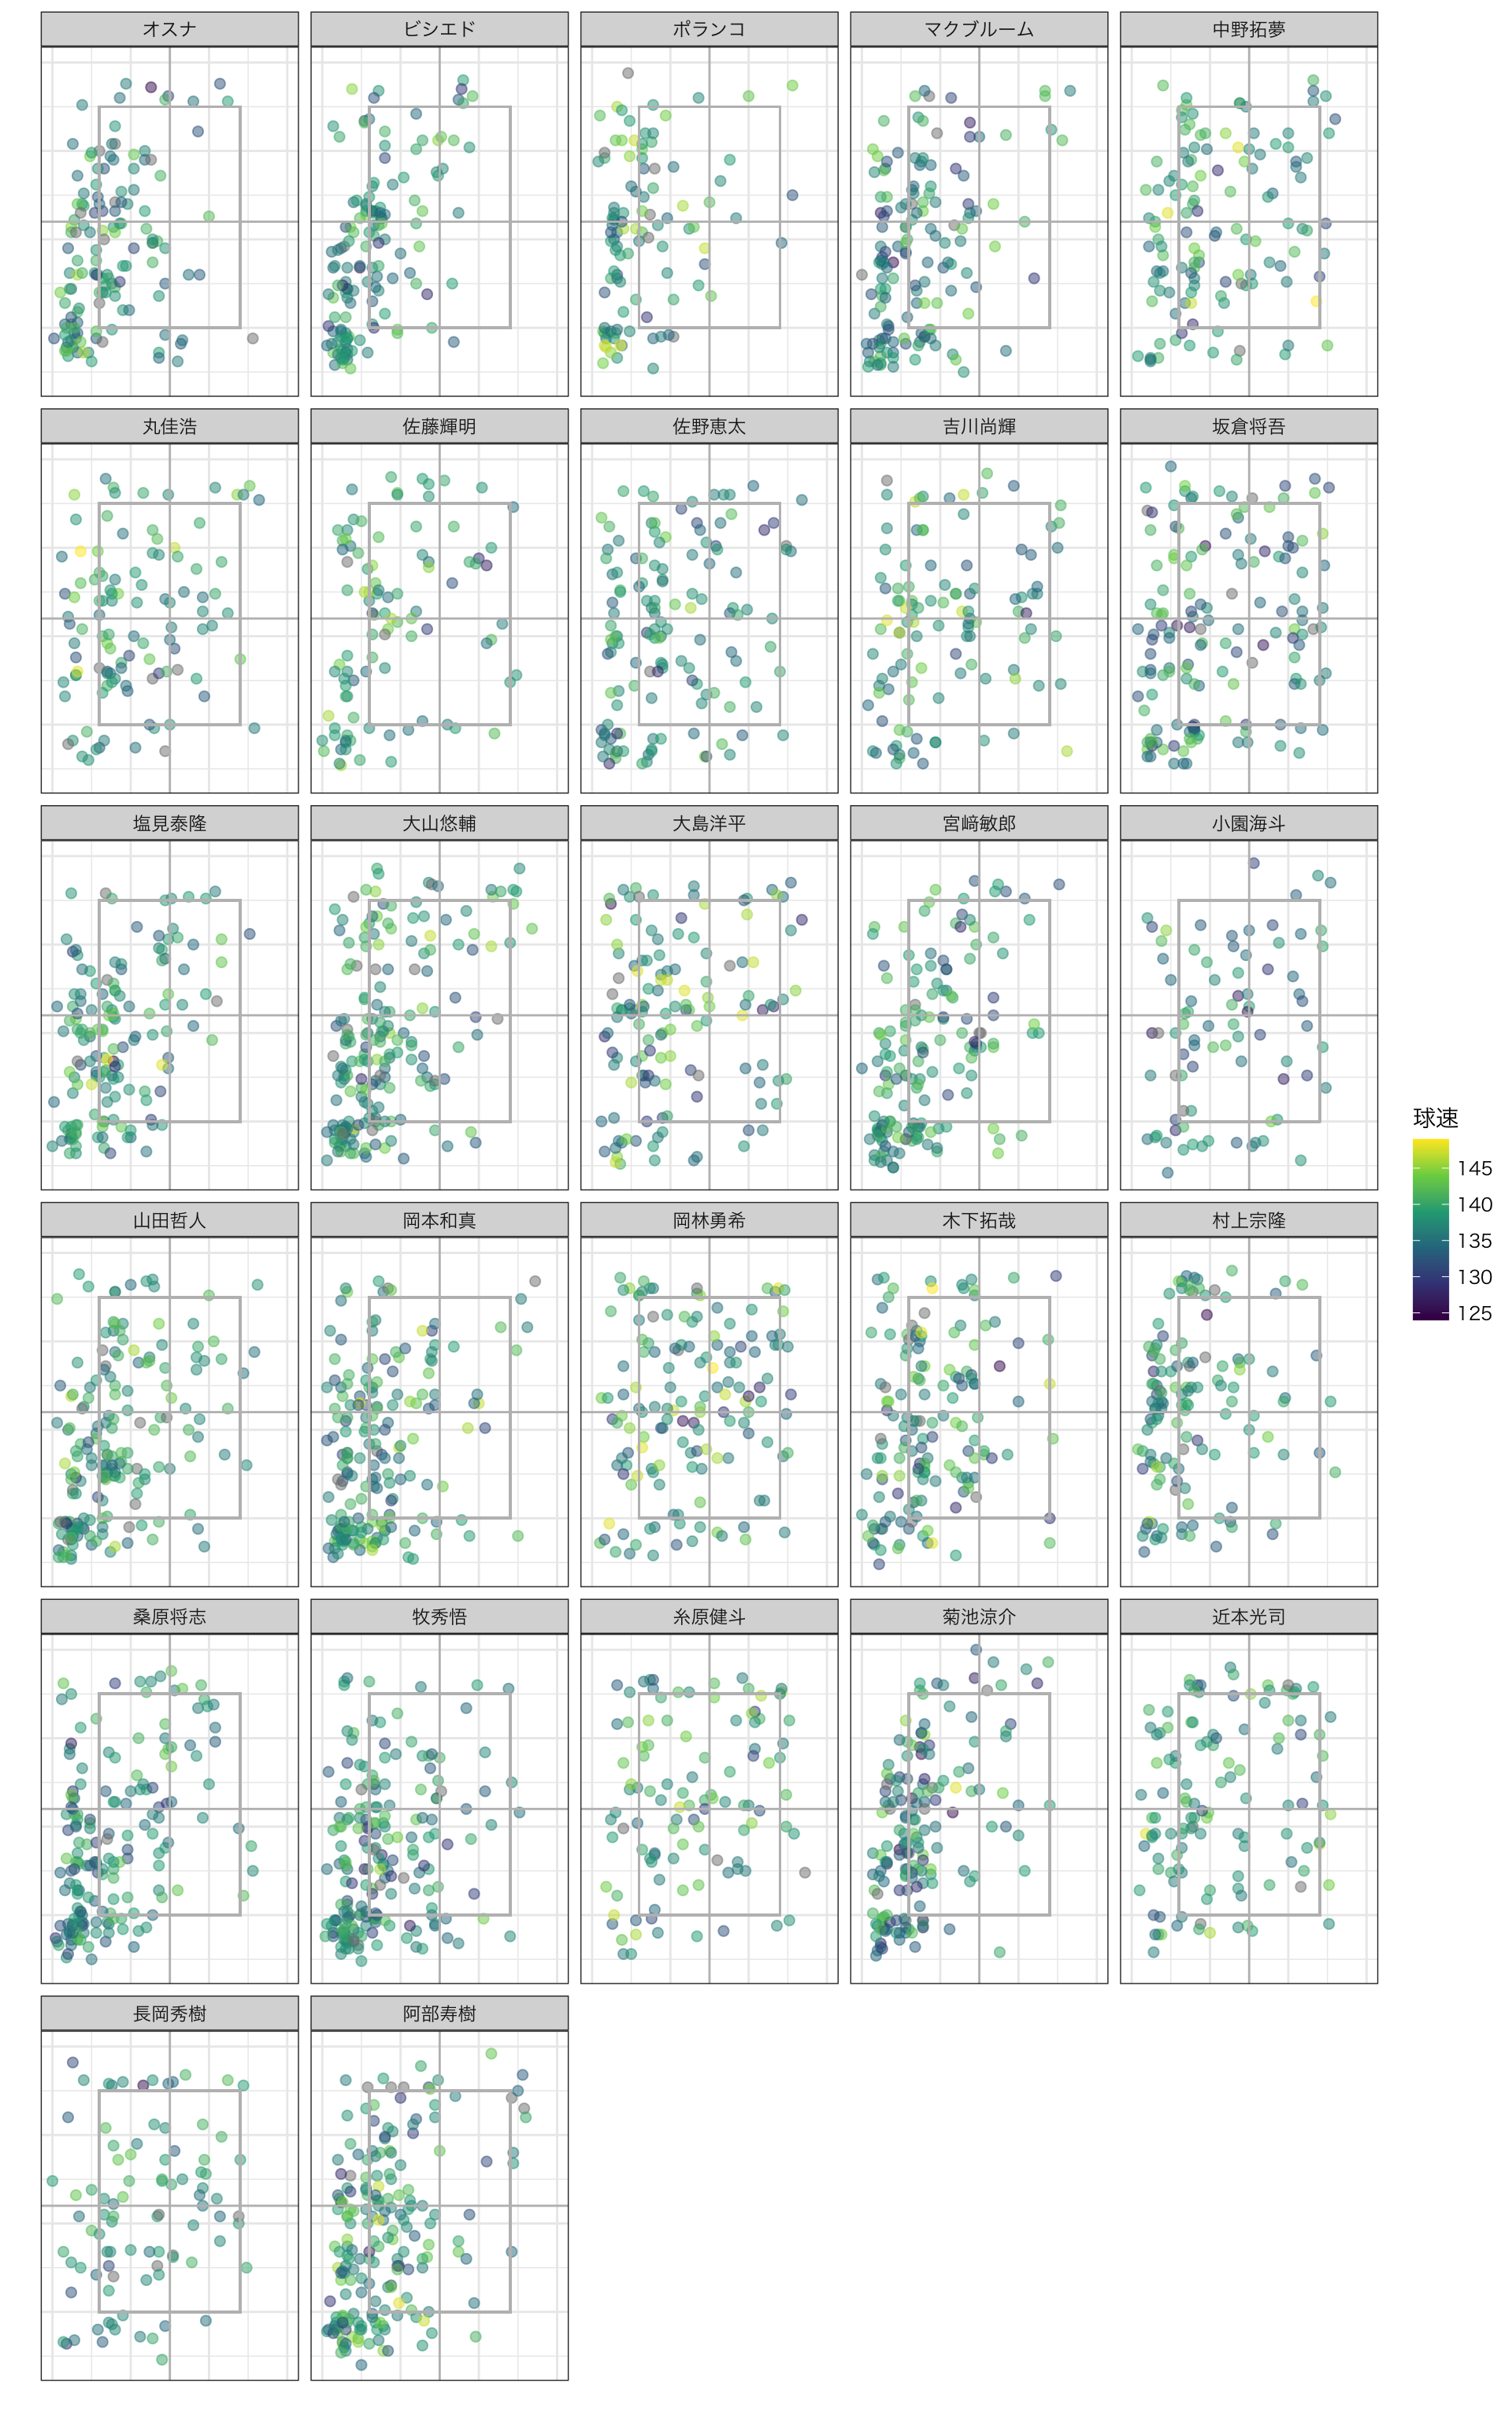 オスナ
ビシエド
ポランコ
マクブルーム
中野拓夢
丸佳浩
佐藤輝明
佐野恵太
吉川尚輝
坂倉将吾
塩見泰隆
大山悠輔
大島洋平
宮﨑敏郎
小園海斗
山田哲人
岡本和真
岡林勇希
木下拓哉
村上宗隆
桑原将志
牧秀悟
糸原健斗
菊池涼介
近本光司
長岡秀樹
阿部寿樹
球速
145
140
135
130
125